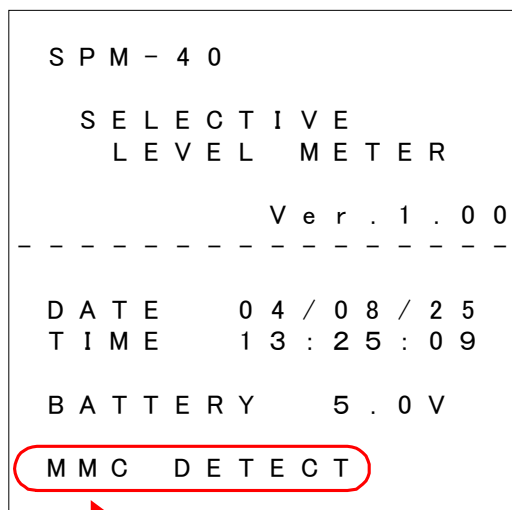 SPM-40
SELECTIVE
LEVEL METER
Ver.1.00
- - - - - - - - - - - - - - - -
DATE 04/08/25
TIME 13:25:09
BATTERY 5.0V
MMC DETECT